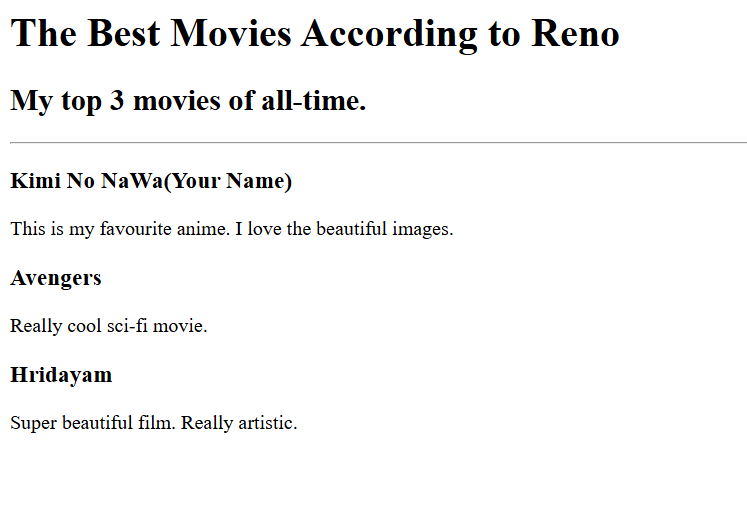 The Best Movies According to Reno
My top 3 movies of all-time.
Kimi No NaWa(Your Name)
This is my favourite anime. I love the beautiful images.
Avengers
Really cool sci-fi movie.
Hridayam
Super beautiful film. Really artistic.